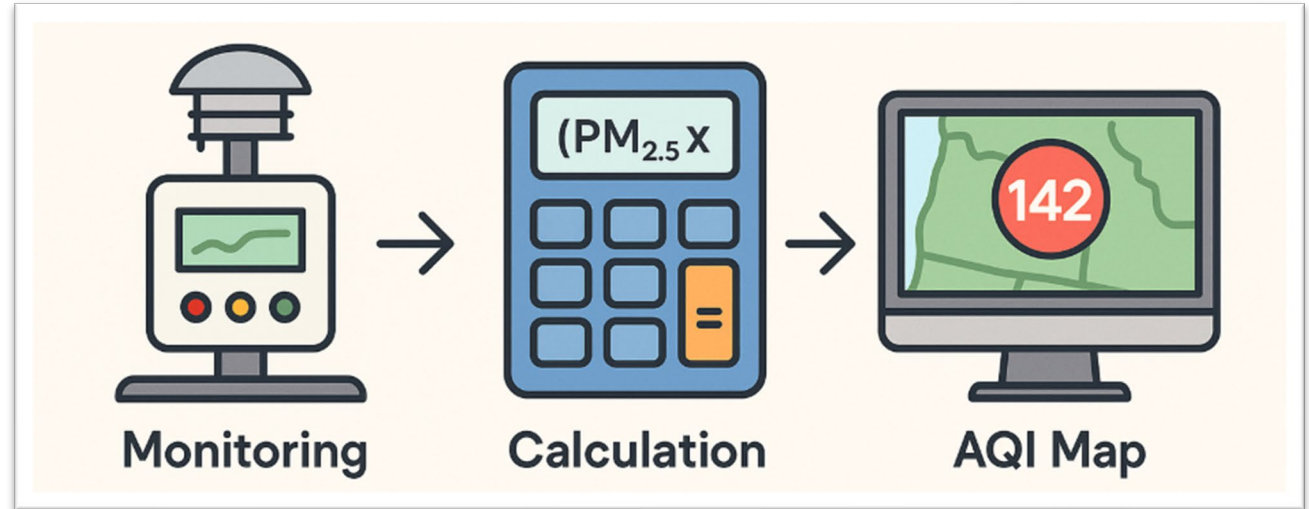 (PM₂.₅ x
=
142
Monitoring
Calculation
AQI Map